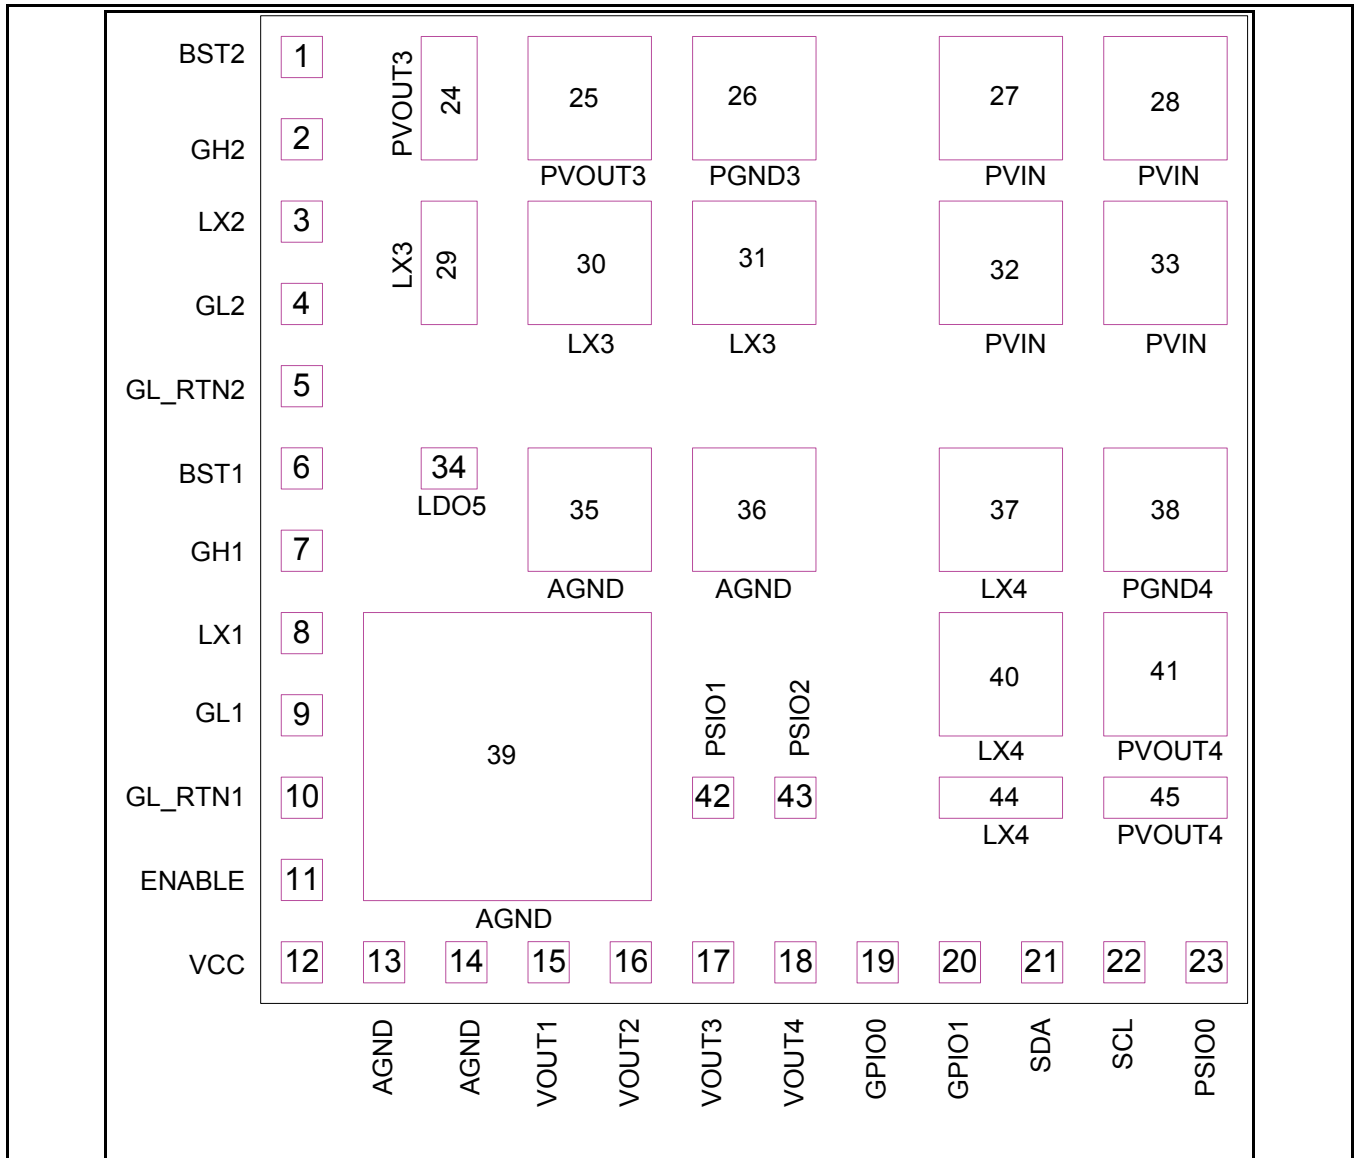 BST2 1 PVOUT3 24 25 26 27 28
GH2 2 PVOUT3 PGND3 PVIN PVIN
LX2 3
LX3 29 30 31 32 33
GL2 4 LX3 LX3 PVIN PVIN
GL_RTN2 5
BST1 6 34
LDO5 35 36 37 38
GH1 7 AGND AGND LX4 PGND4
LX1 8
40 41
GL1 9 39 PSIO1 PSIO2 LX4 PVOUT4
GL_RTN1 10 42 43 44 45
LX4 PVOUT4
ENABLE 11
AGND
VCC 12 13 14 15 16 17 18 19 20 21 22 23
AGND AGND VOUT1 VOUT2 VOUT3 VOUT4 GPIO0 GPIO1 SDA SCL PSIO0